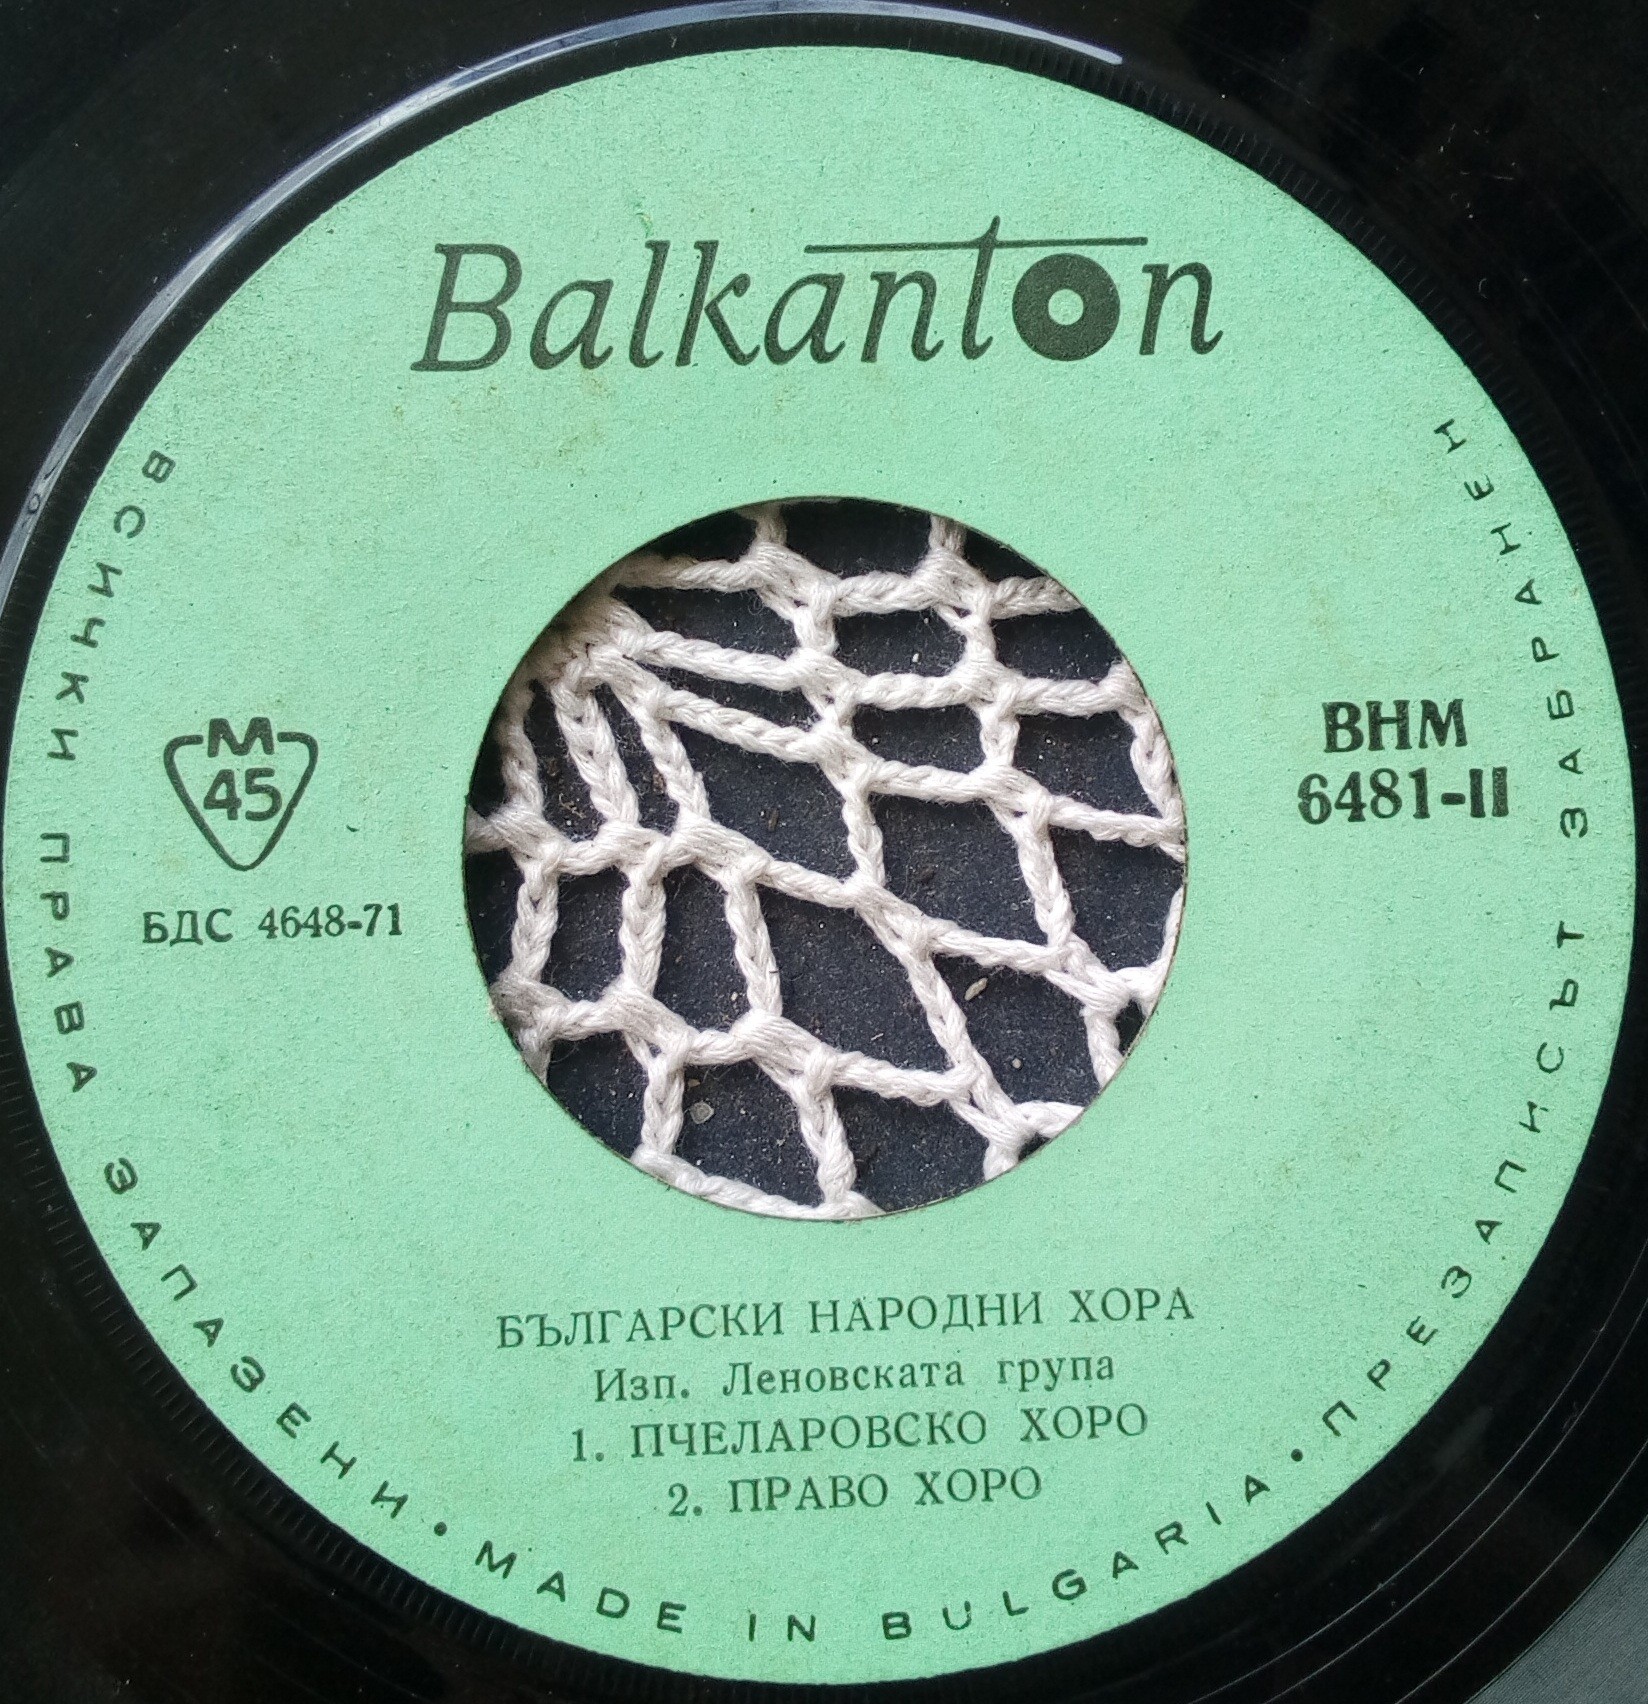 Balkanton
М
45
БДС 4648-71
ВНМ
6481-II
БЪЛГАРСКИ НАРОДНИ ХОРА
Изп. Леновската група
1. ПЧЕЛАРОВСКО ХОРО
2. ПРАВО ХОРО
ВСИЧКИ ПРАВА ЗАПАЗЕНИ • MADE IN BULGARIA • ПРЕЗАПИСЪТ ЗАБРАНЕН